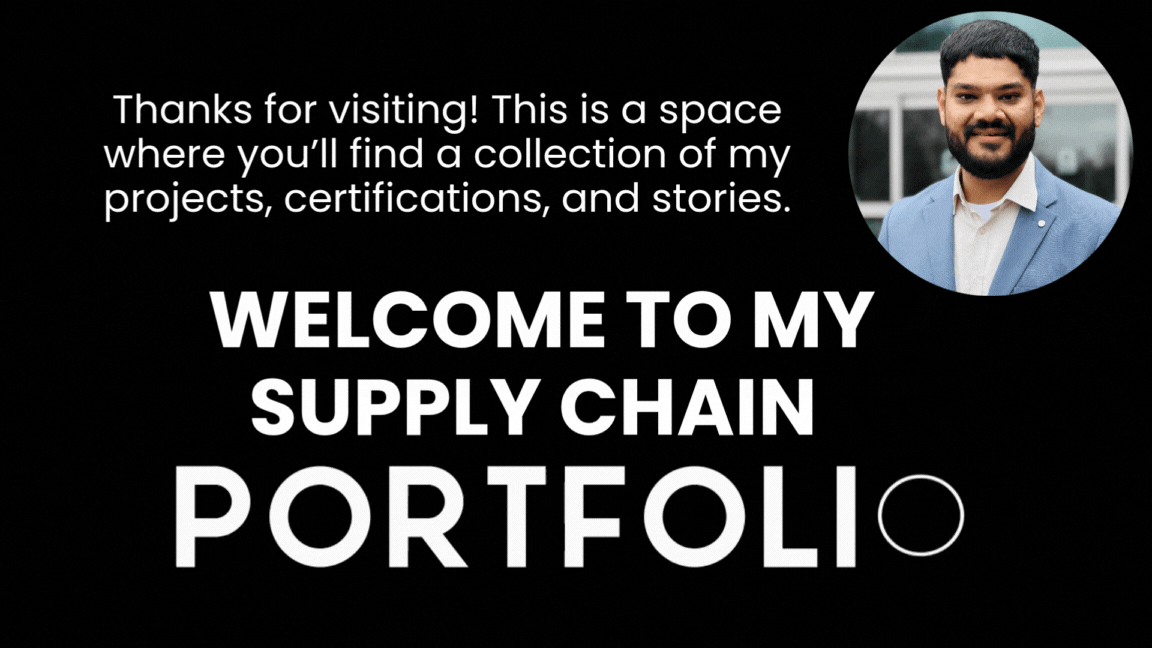 Thanks for visiting! This is a space
where you’ll find a collection of my
projects, certifications, and stories.
WELCOME TO MY
SUPPLY CHAIN
PORTFOLIO